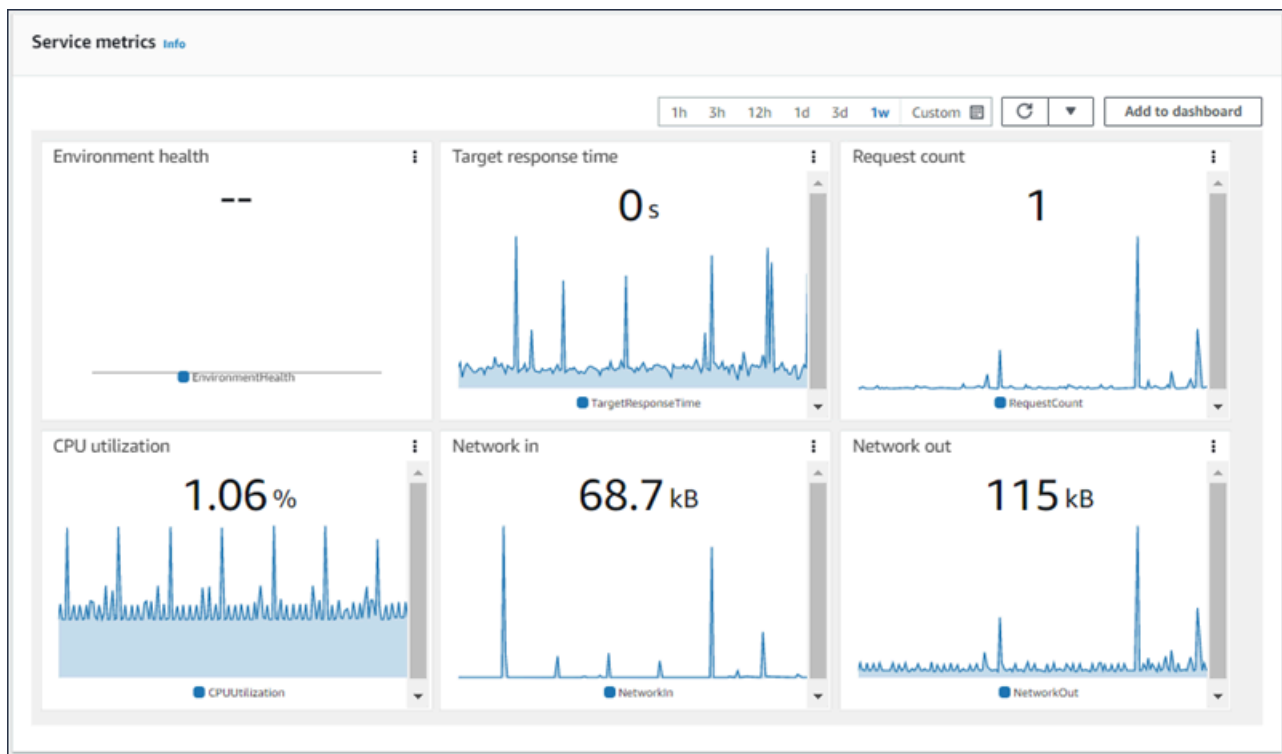 Service metrics Info
1h 3h 12h 1d 3d 1w Custom Add to dashboard
Environment health
--
EnvironmentHealth
Target response time
0 s
TargetResponseTime
Request count
1
RequestCount
CPU utilization
1.06 %
CPUUtilization
Network in
68.7 kB
NetworkIn
Network out
115 kB
NetworkOut